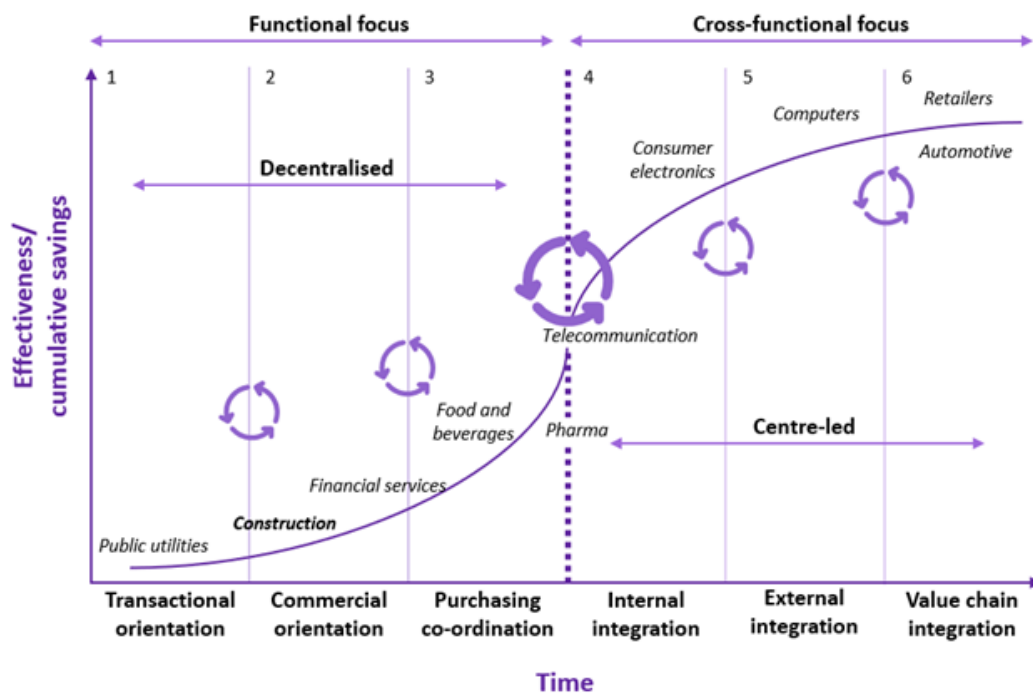 Functional focus
Cross-functional focus
1
2
3
4
5
6
Retailers
Computers
Automotive
Consumer
electronics
Decentralised
Effectiveness/
cumulative savings
Telecommunication
Food and
beverages
Pharma
Centre-led
Financial services
Construction
Public utilities
Transactional
orientation
Commercial
orientation
Purchasing
co-ordination
Internal
integration
External
integration
Value chain
integration
Time